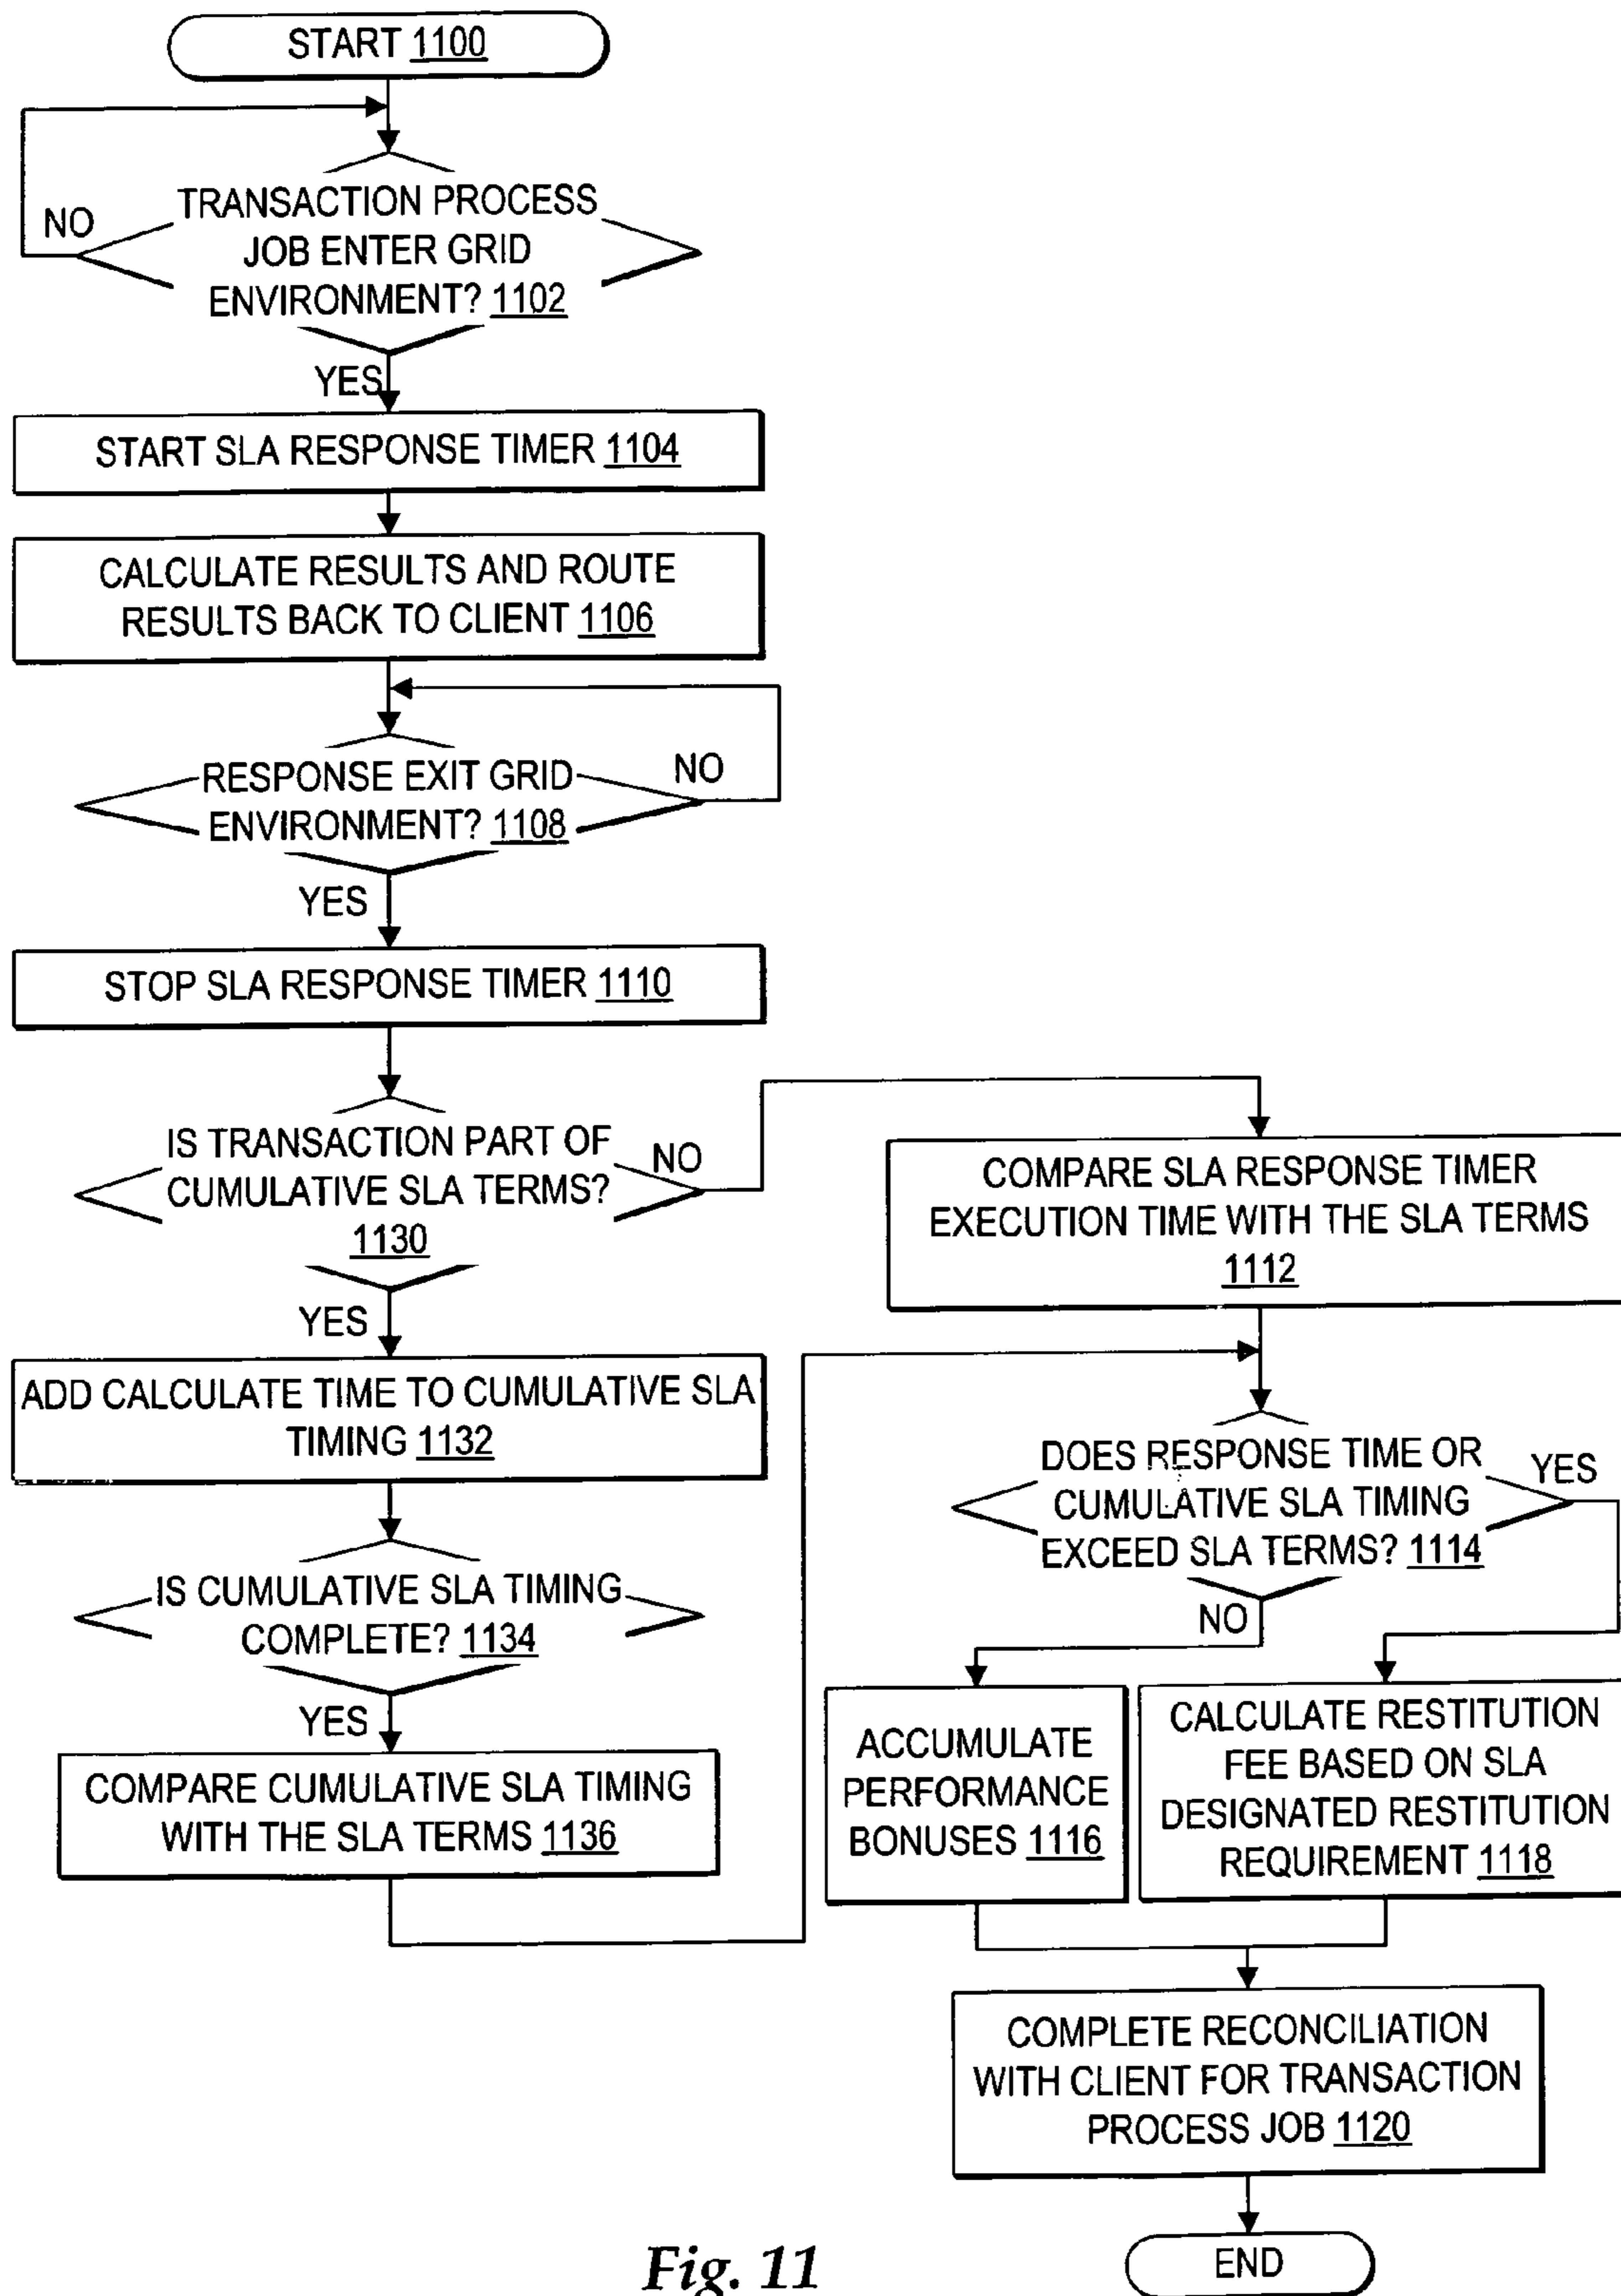 START 1100
NO
TRANSACTION PROCESS
JOB ENTER GRID
ENVIRONMENT? 1102
YES
START SLA RESPONSE TIMER 1104
CALCULATE RESULTS AND ROUTE
RESULTS BACK TO CLIENT 1106
RESPONSE EXIT GRID
ENVIRONMENT? 1108
NO
YES
STOP SLA RESPONSE TIMER 1110
IS TRANSACTION PART OF
CUMULATIVE SLA TERMS?
1130
NO
YES
ADD CALCULATE TIME TO CUMULATIVE SLA
TIMING 1132
IS CUMULATIVE SLA TIMING
COMPLETE? 1134
YES
COMPARE CUMULATIVE SLA TIMING
WITH THE SLA TERMS 1136
COMPARE SLA RESPONSE TIMER
EXECUTION TIME WITH THE SLA TERMS
1112
DOES RESPONSE TIME OR
CUMULATIVE SLA TIMING
EXCEED SLA TERMS? 1114
YES
NO
ACCUMULATE
PERFORMANCE
BONUSES 1116
CALCULATE RESTITUTION
FEE BASED ON SLA
DESIGNATED RESTITUTION
REQUIREMENT 1118
COMPLETE RECONCILIATION
WITH CLIENT FOR TRANSACTION
PROCESS JOB 1120
END
Fig. 11